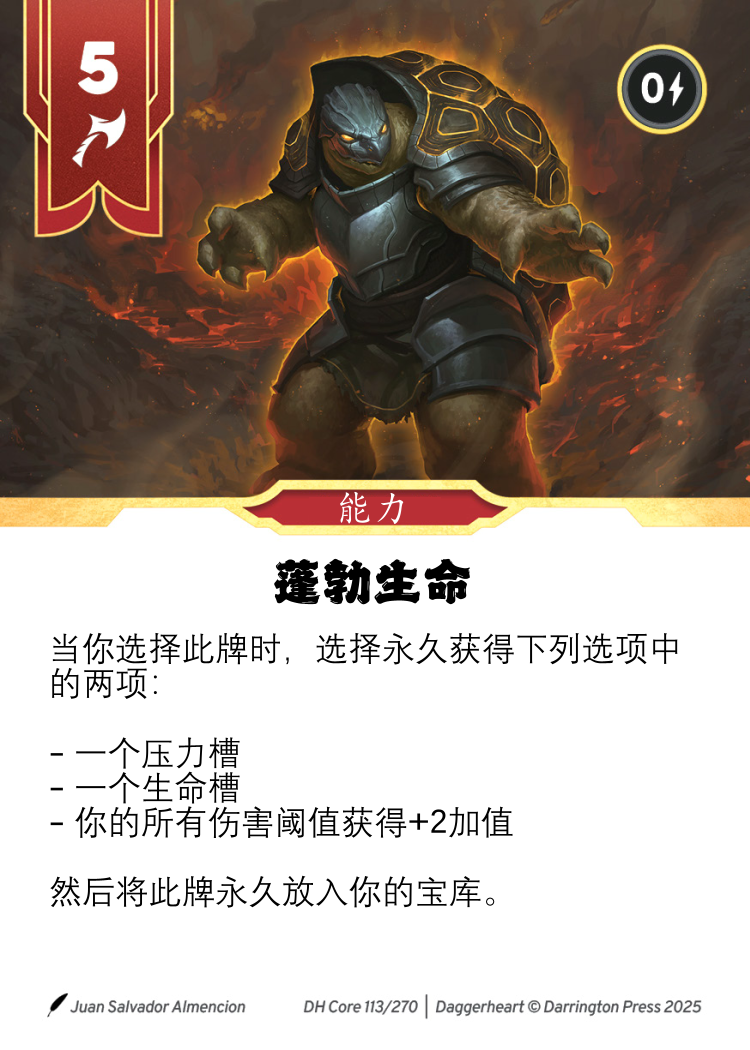 5
0
能力
蓬勃生命
当你选择此牌时，选择永久获得下列选项中
的两项：
- 一个压力槽
- 一个生命槽
- 你的所有伤害阈值获得+2加值
然后将此牌永久放入你的宝库。
Juan Salvador Almencion
DH Core 113/270 | Daggerheart © Darrington Press 2025